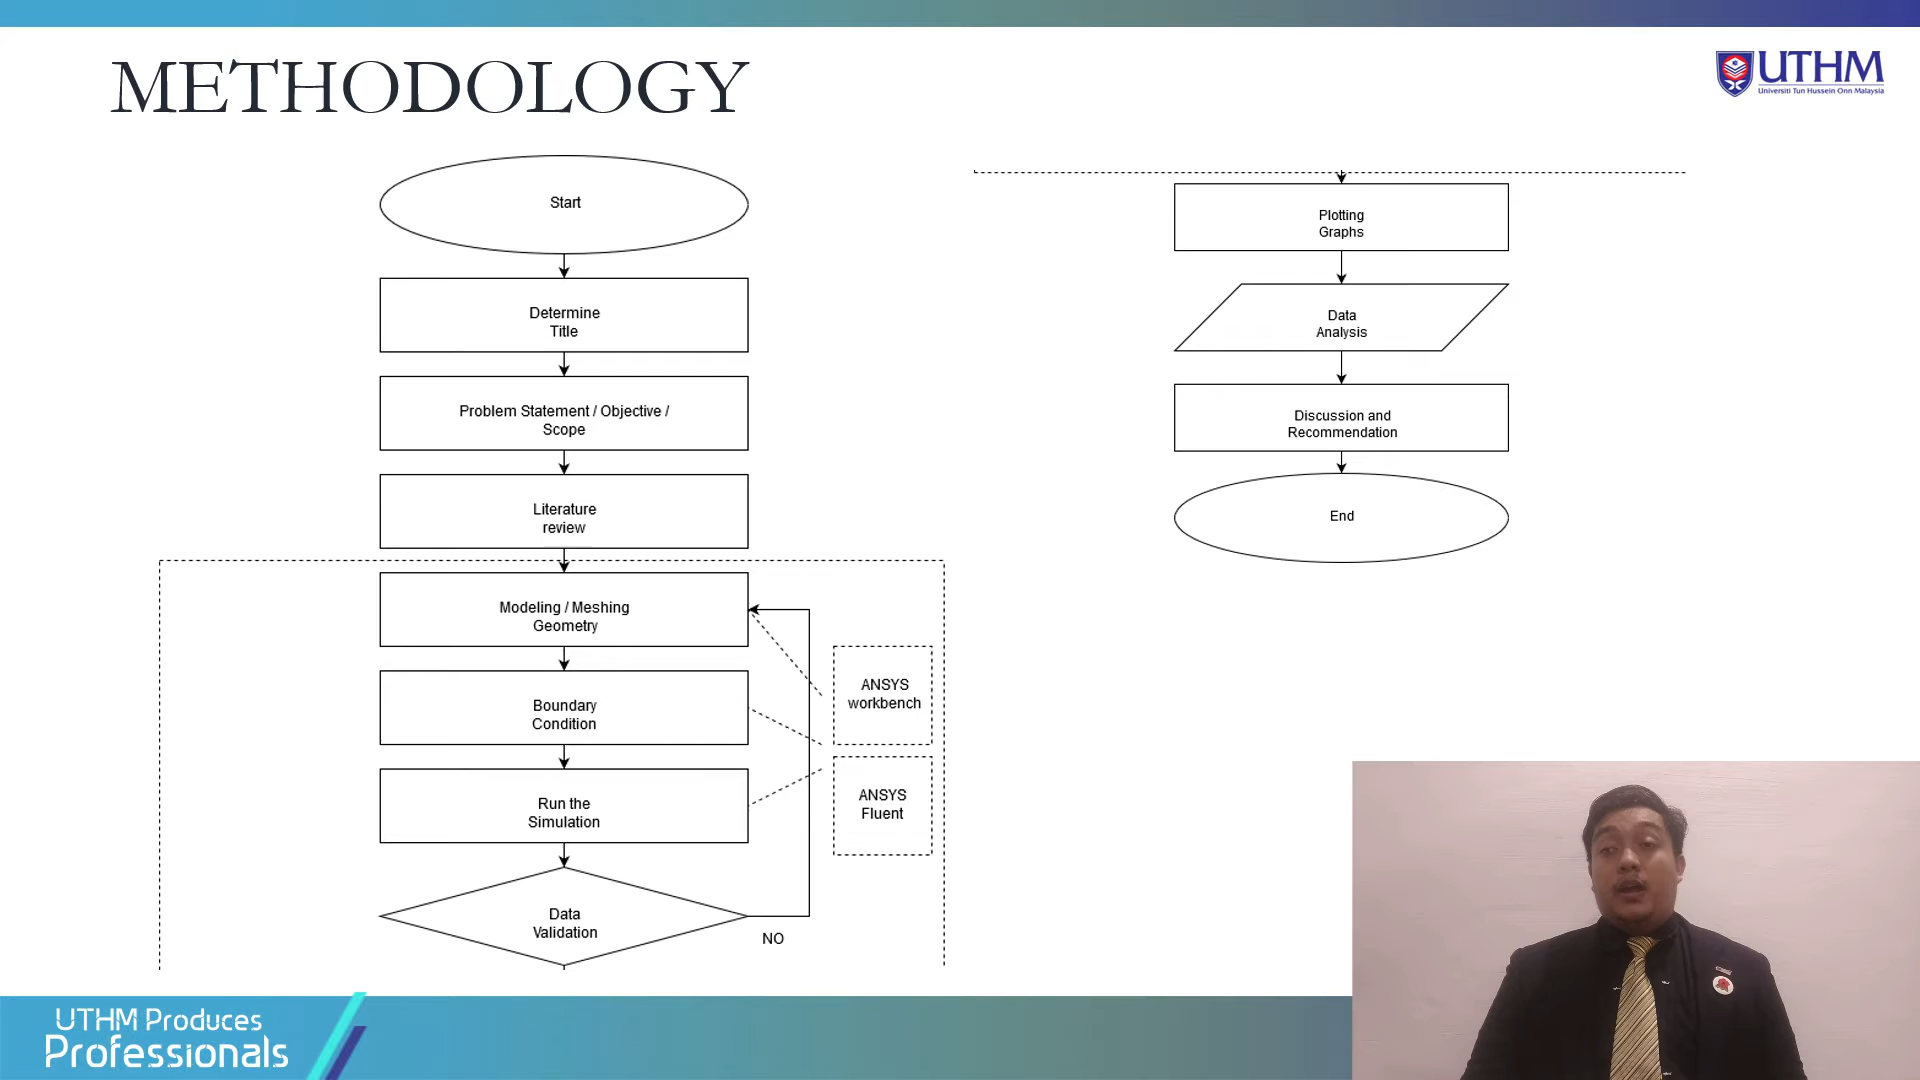 METHODOLOGY
UTHM
Universiti Tun Hussein Onn Malaysia
Start
Determine
Title
Problem Statement / Objective /
Scope
Literature
review
Modeling / Meshing
Geometry
Boundary
Condition
Run the
Simulation
Data
Validation
NO
ANSYS
workbench
ANSYS
Fluent
Plotting
Graphs
Data
Analysis
Discussion and
Recommendation
End
UTHM Produces
Professionals